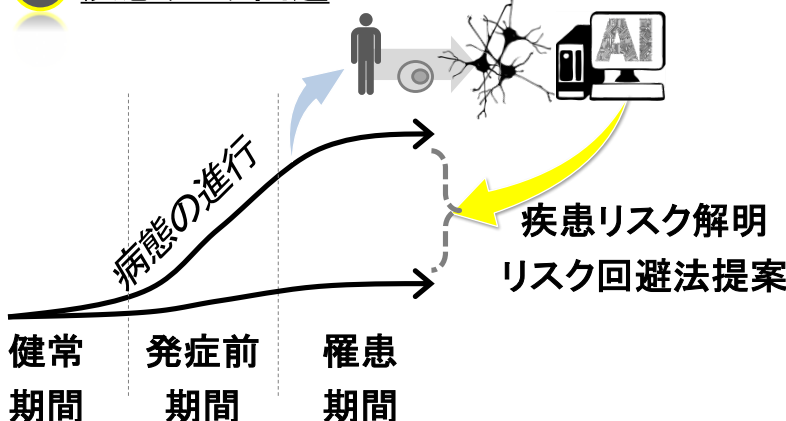 AI
病態の進行
疾患リスク解明
リスク回避法提案
健常
期間
発症前
期間
罹患
期間